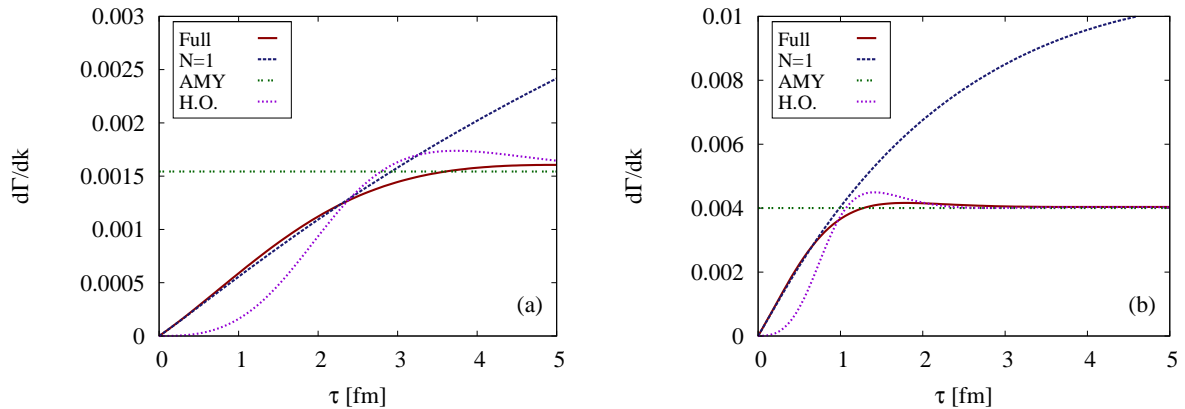 0.003
0.0025
0.002
0.0015
0.001
0.0005
0
dΓ/dk
Full
N=1
AMY
H.O.
(a)
0 1 2 3 4 5
τ [fm]
0.01
0.008
0.006
0.004
0.002
0
dΓ/dk
Full
N=1
AMY
H.O.
(b)
0 1 2 3 4 5
τ [fm]